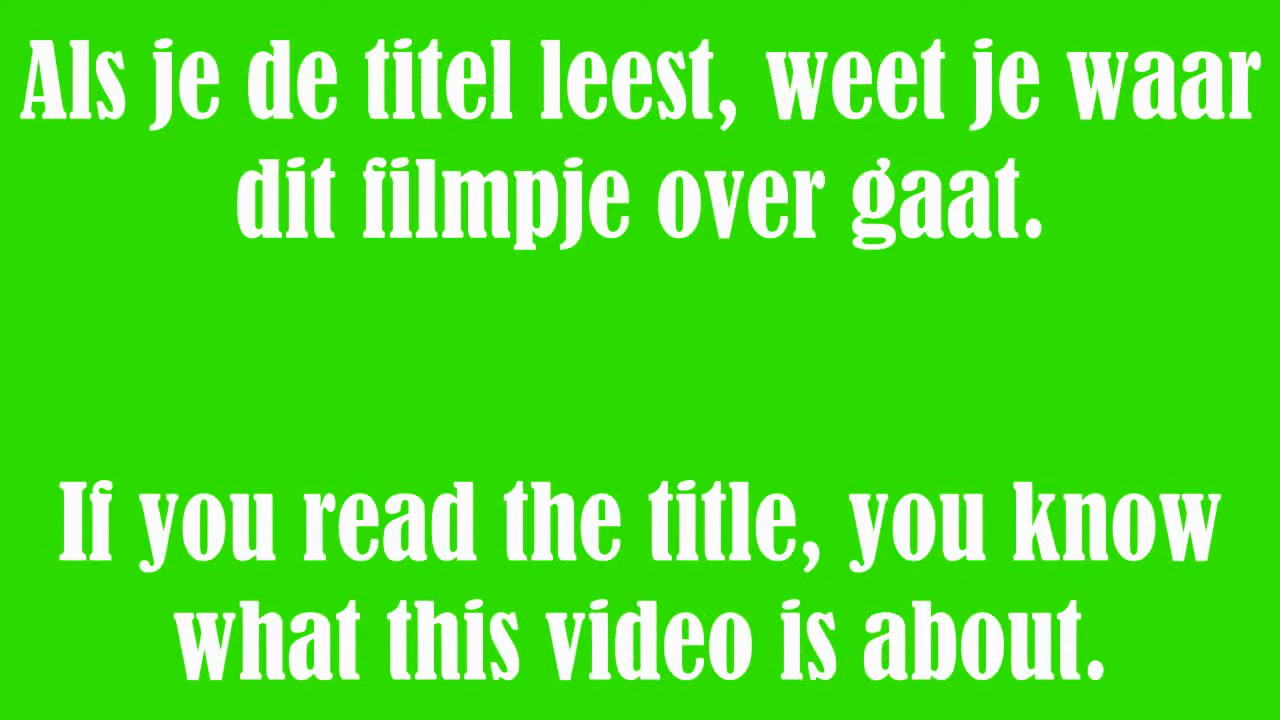 Als je de titel leest, weet je waar
dit filmpje over gaat.
If you read the title, you know
what this video is about.